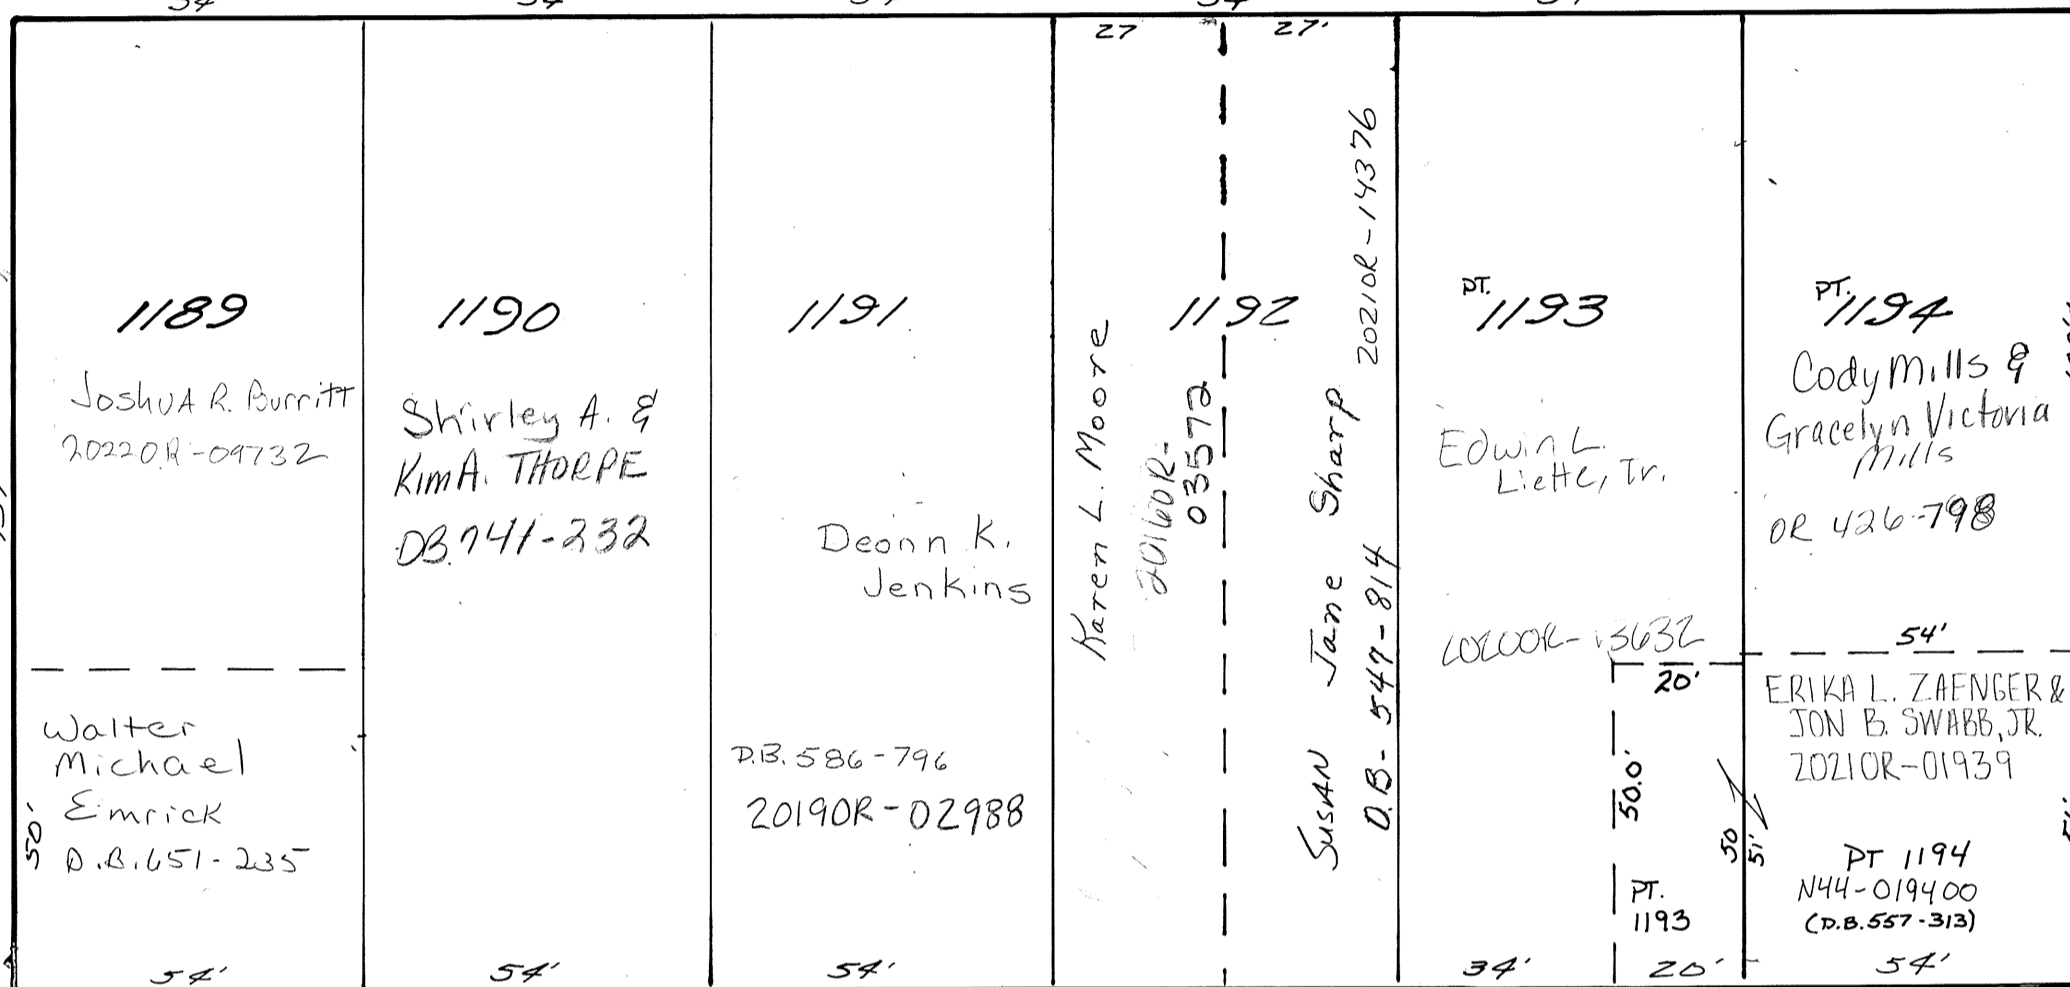 27
27'
1189
Joshua R. Burritt
2022OR-09732
Walter
Michael
Emrick
D.B. 651-235
50'
54'
1190
Shirley A. &
Kim A. THORPE
DB. 741-232
54'
1191
Deonn K.
Jenkins
D.B. 586-796
2019OR-02988
54'
1192
Karen L. Moore
2016OR-
03572
Susan Jane Sharp
2021OR-14376
D.B- 547-814
PT.
1193
Edwin L.
Liette, Tr.
20'
50.0'
PT.
1193
34'
20'
PT.
1194
Cody Mills &
Gracelyn Victoria
Mills
OR 426-798
54'
ERIKA L. ZAENGER &
JON B. SWABB, JR.
2021OR-01939
50
51'
PT 1194
N44-019400
(D.B. 557-313)
54'